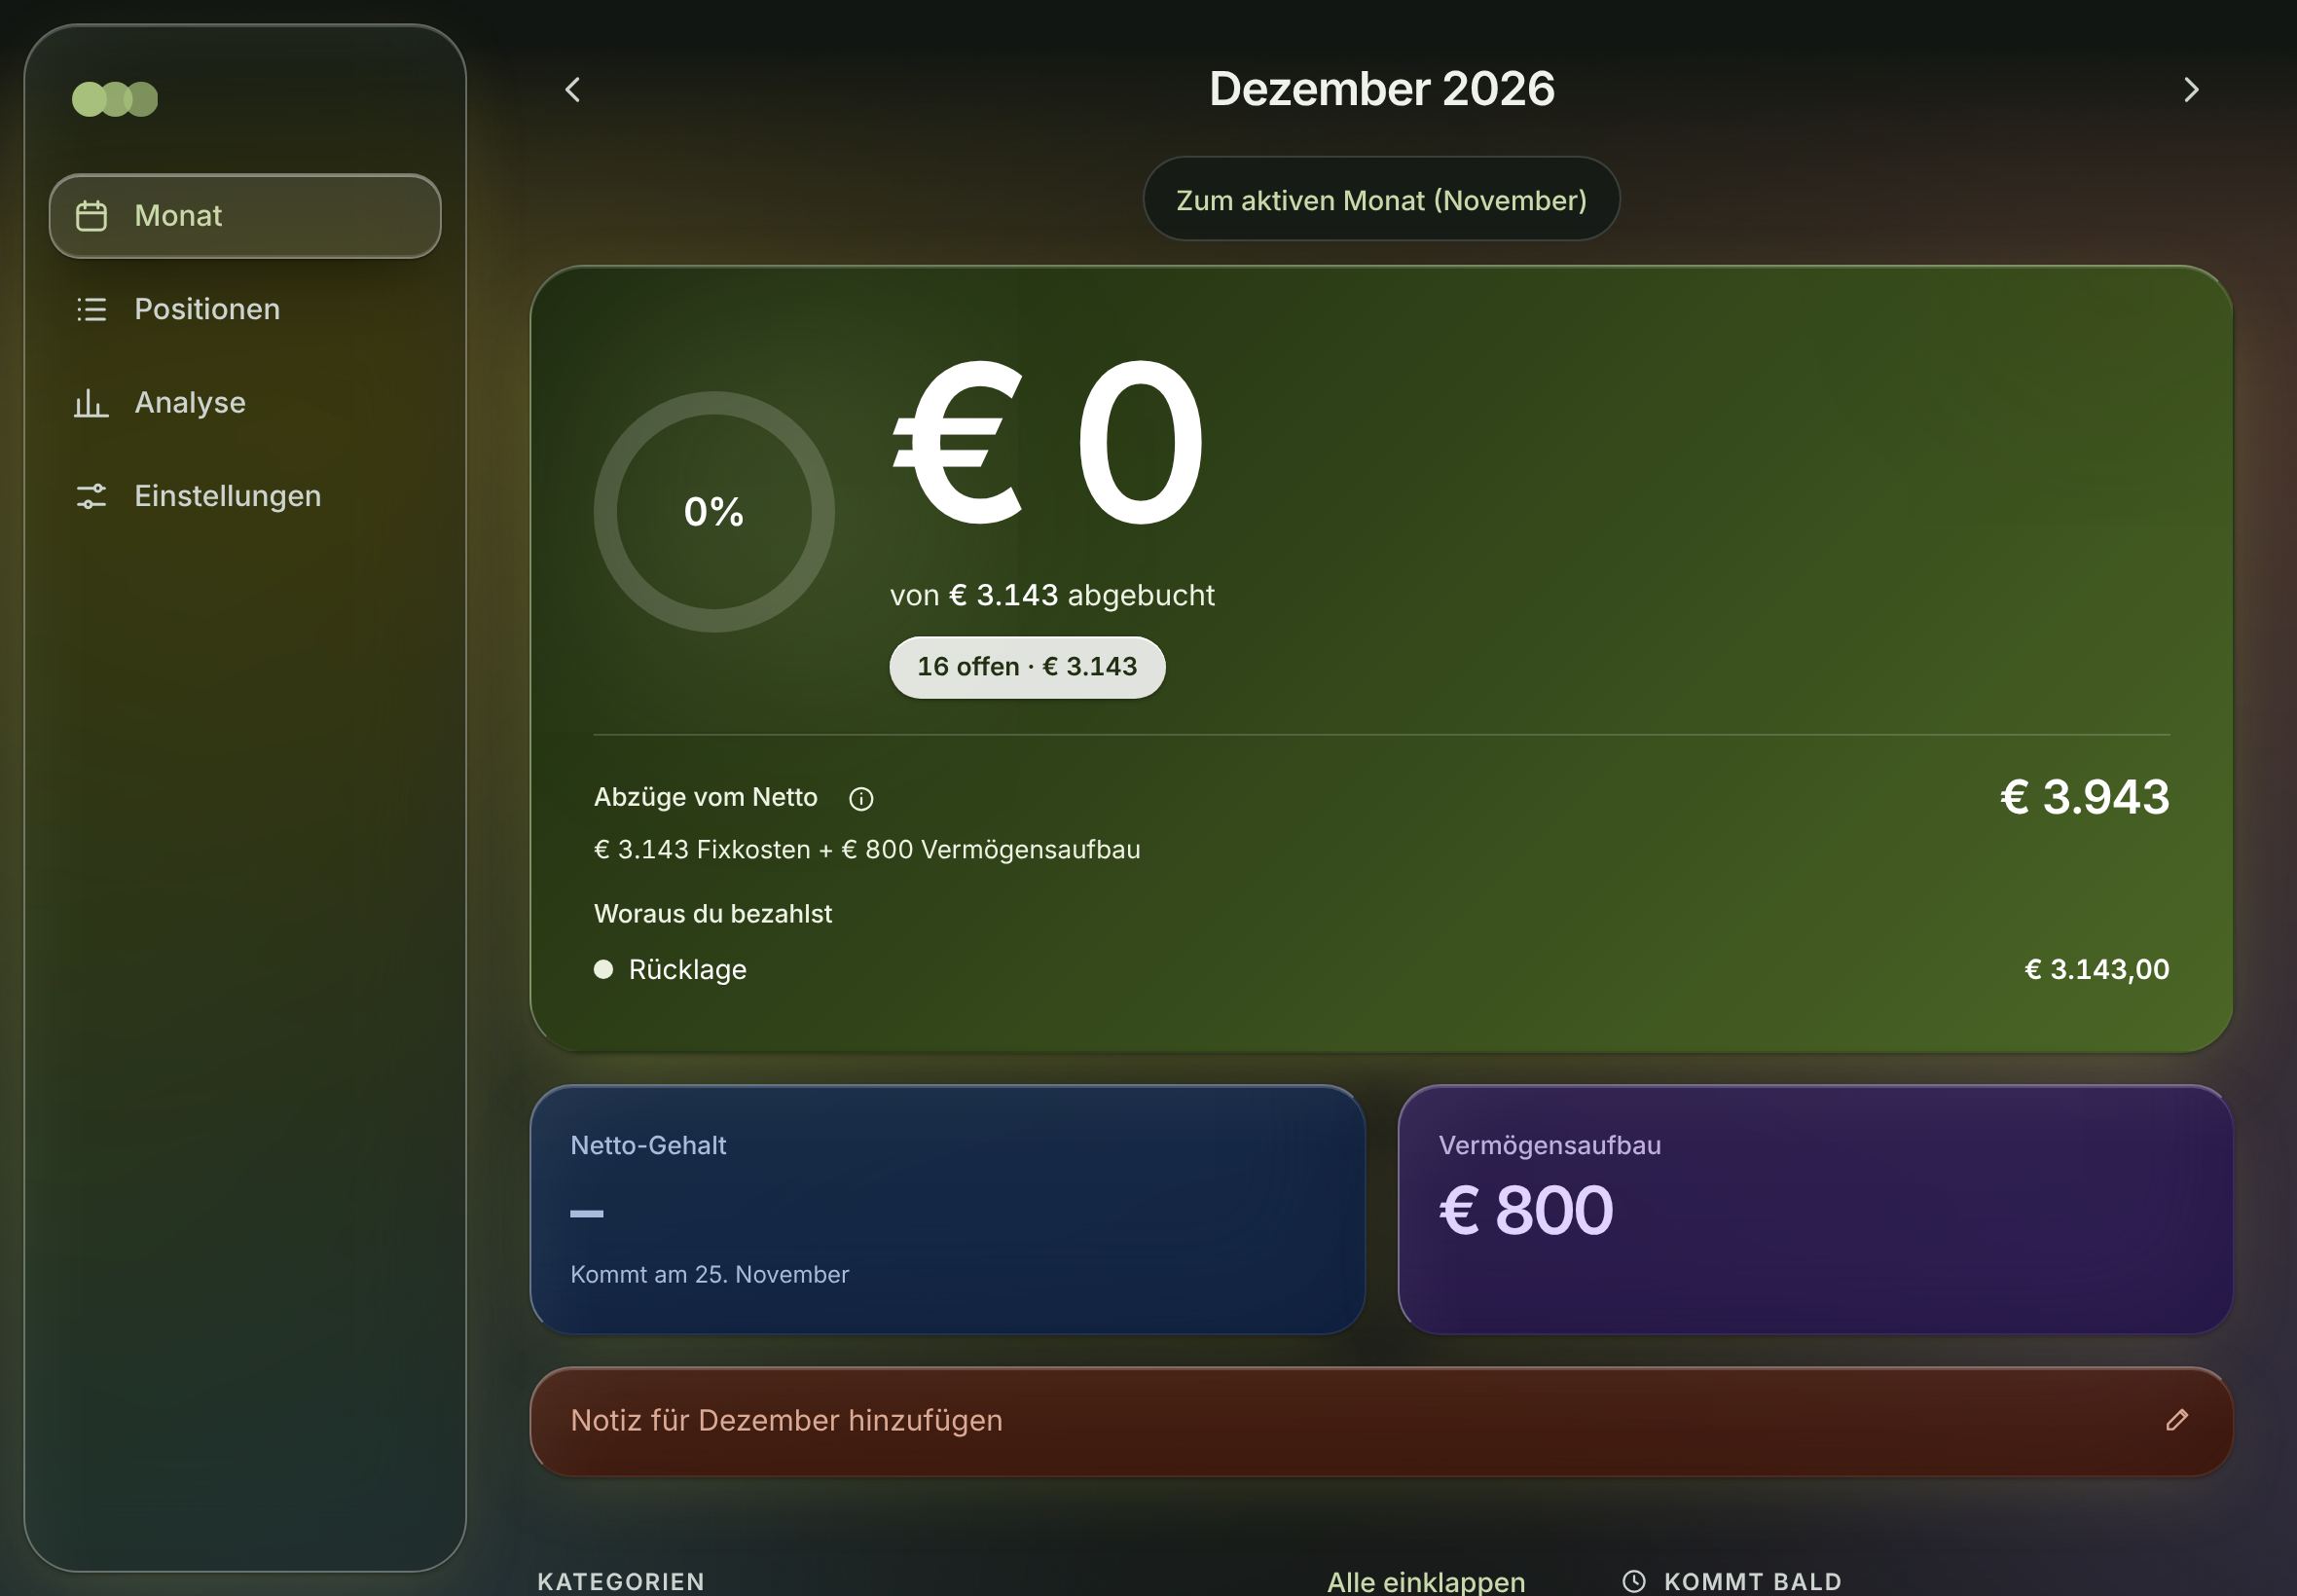 Dezember 2026
Zum aktiven Monat (November)
Monat
Positionen
Analyse
Einstellungen
0%
€ 0
von € 3.143 abgebucht
16 offen · € 3.143
Abzüge vom Netto
€ 3.943
€ 3.143 Fixkosten + € 800 Vermögensaufbau
Woraus du bezahlst
Rücklage
€ 3.143,00
Netto-Gehalt
–
Kommt am 25. November
Vermögensaufbau
€ 800
Notiz für Dezember hinzufügen
KATEGORIEN
Alle einklappen
KOMMT BALD